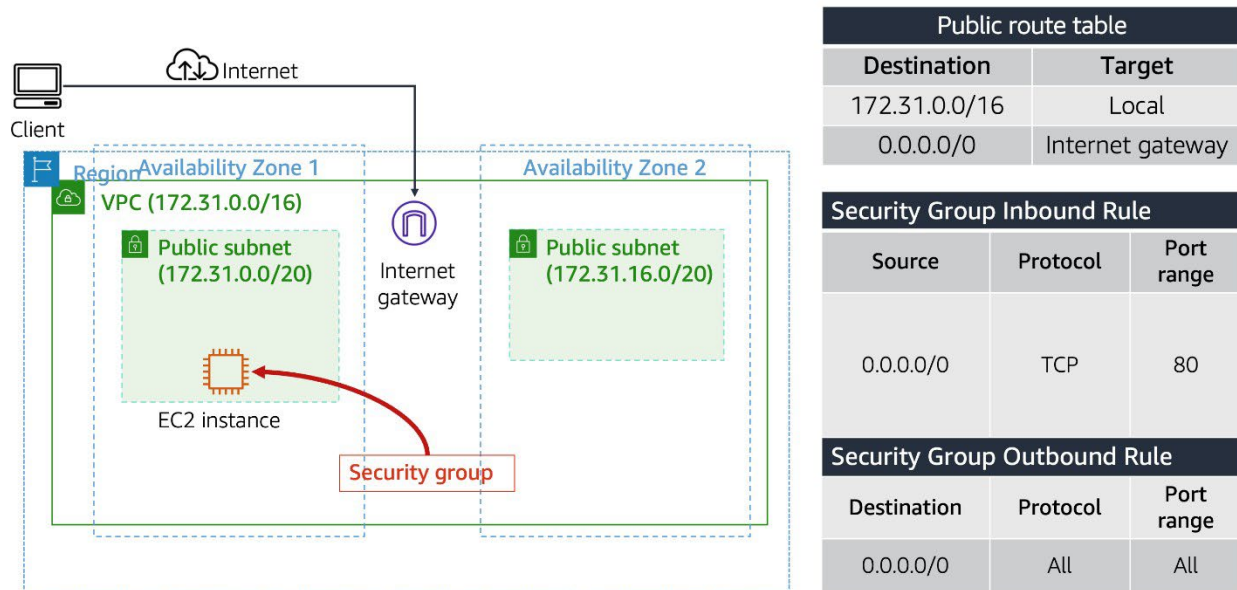 Internet
Client
Region
Availability Zone 1
Availability Zone 2
VPC (172.31.0.0/16)
Public subnet
(172.31.0.0/20)
Internet
gateway
Public subnet
(172.31.16.0/20)
EC2 instance
Security group
Public route table
Destination Target
172.31.0.0/16 Local
0.0.0.0/0 Internet gateway
Security Group Inbound Rule
Source Protocol Port
range
0.0.0.0/0 TCP 80
Security Group Outbound Rule
Destination Protocol Port
range
0.0.0.0/0 All All